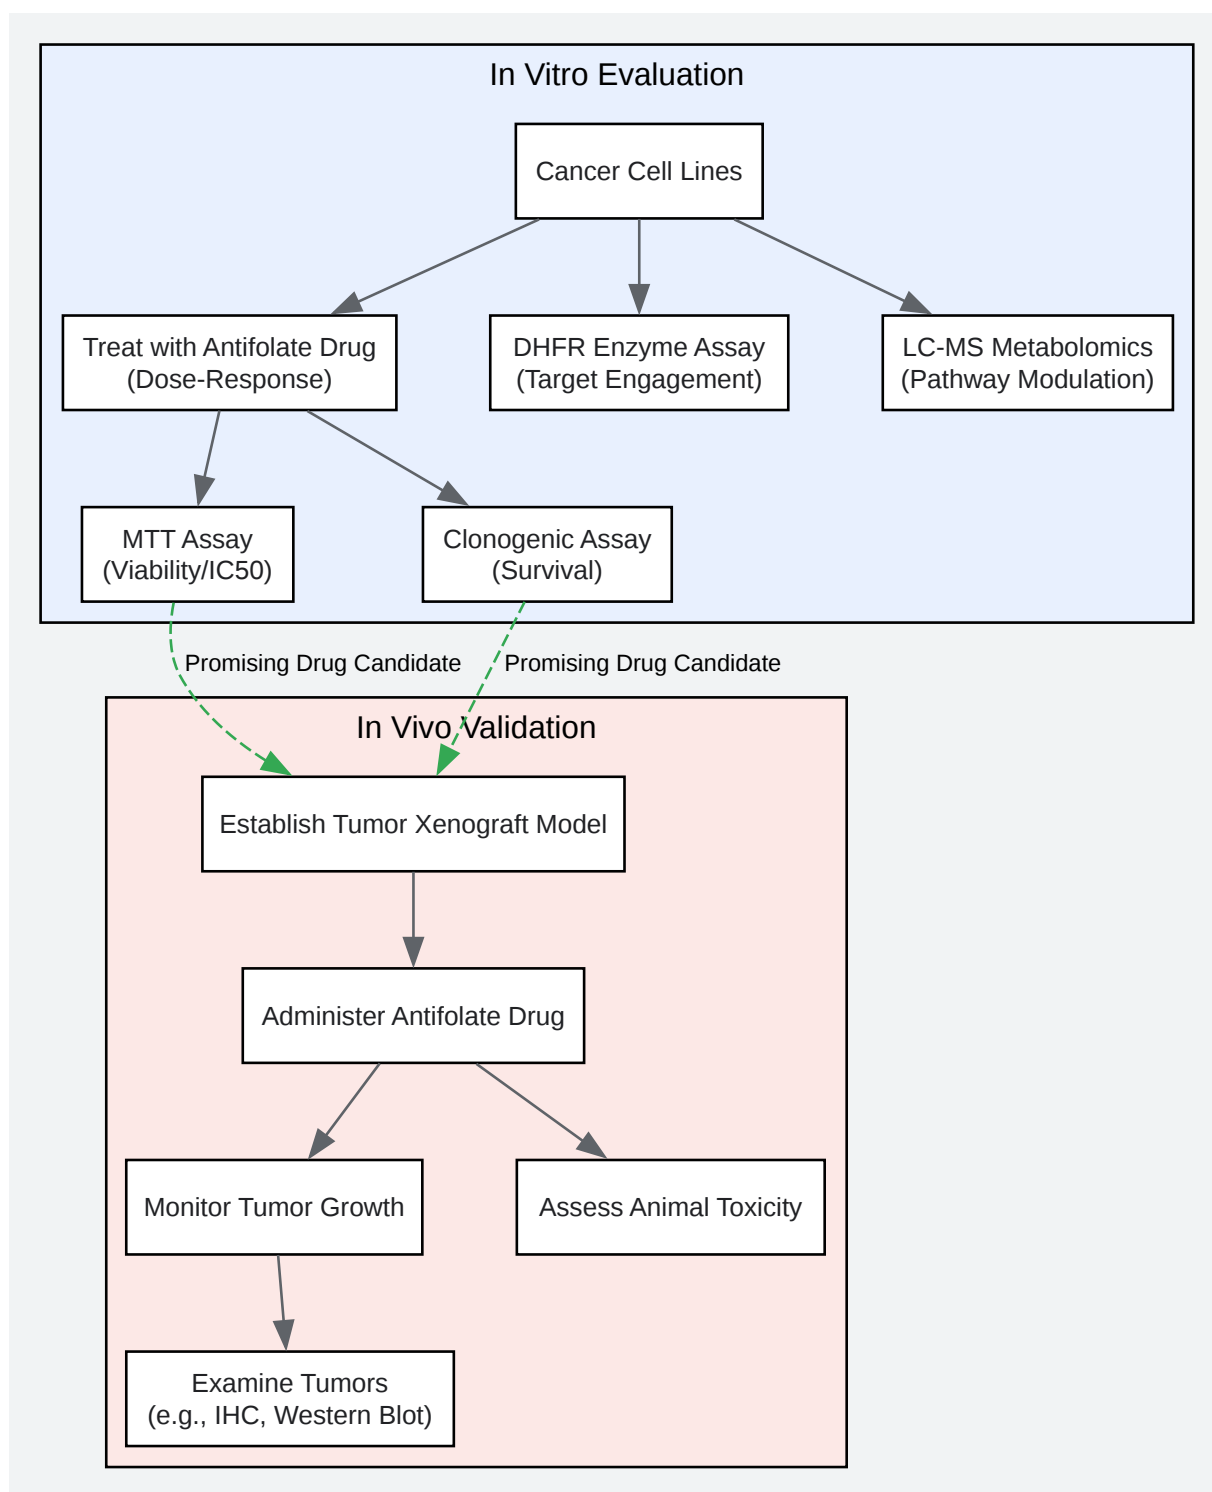 In Vitro Evaluation
Cancer Cell Lines
Treat with Antifolate Drug
(Dose-Response)
DHFR Enzyme Assay
(Target Engagement)
LC-MS Metabolomics
(Pathway Modulation)
MTT Assay
(Viability/IC50)
Clonogenic Assay
(Survival)
Promising Drug Candidate
Promising Drug Candidate
In Vivo Validation
Establish Tumor Xenograft Model
Administer Antifolate Drug
Monitor Tumor Growth
Assess Animal Toxicity
Examine Tumors
(e.g., IHC, Western Blot)